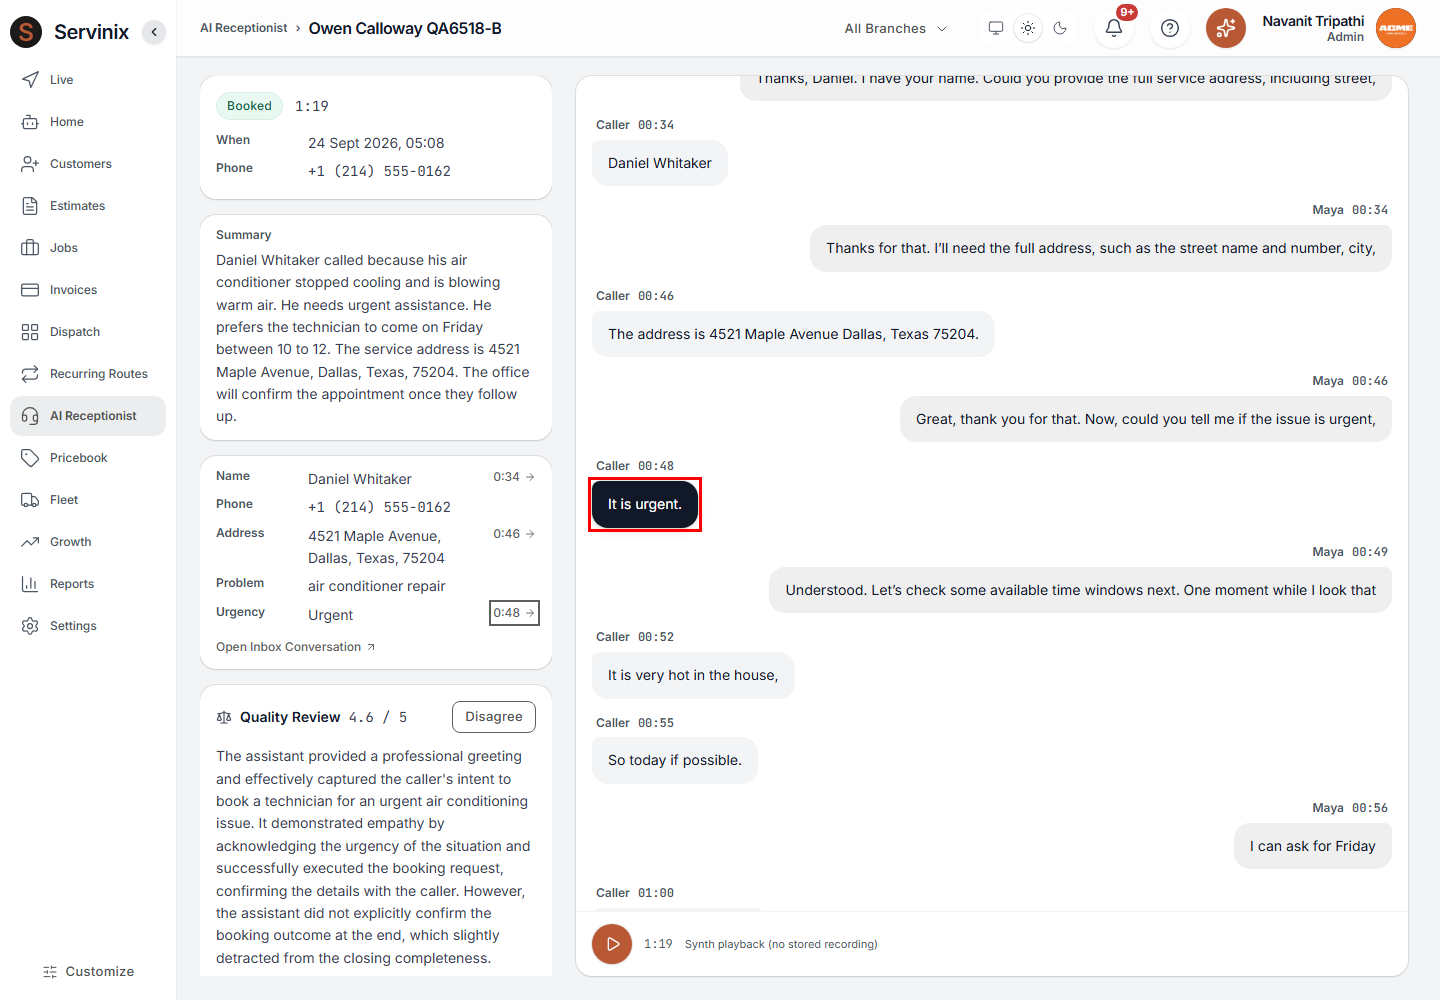 S Servinix
AI Receptionist › Owen Calloway QA6518-B
All Branches
9+
Navanit Tripathi
Admin
ACME
Live
Home
Customers
Estimates
Jobs
Invoices
Dispatch
Recurring Routes
AI Receptionist
Pricebook
Fleet
Growth
Reports
Settings
Customize
Booked 1:19
When 24 Sept 2026, 05:08
Phone +1 (214) 555-0162
Summary
Daniel Whitaker called because his air
conditioner stopped cooling and is blowing
warm air. He needs urgent assistance. He
prefers the technician to come on Friday
between 10 to 12. The service address is 4521
Maple Avenue, Dallas, Texas, 75204. The office
will confirm the appointment once they follow
up.
Name Daniel Whitaker 0:34 →
Phone +1 (214) 555-0162
Address 4521 Maple Avenue, 0:46 →
Dallas, Texas, 75204
Problem air conditioner repair
Urgency Urgent 0:48 →
Open Inbox Conversation ↗
Quality Review 4.6 / 5 Disagree
The assistant provided a professional greeting
and effectively captured the caller's intent to
book a technician for an urgent air conditioning
issue. It demonstrated empathy by
acknowledging the urgency of the situation and
successfully executed the booking request,
confirming the details with the caller. However,
the assistant did not explicitly confirm the
booking outcome at the end, which slightly
detracted from the closing completeness.
Thanks, Daniel. I have your name. Could you provide the full service address, including street,
Caller 00:34
Daniel Whitaker
Maya 00:34
Thanks for that. I’ll need the full address, such as the street name and number, city,
Caller 00:46
The address is 4521 Maple Avenue Dallas, Texas 75204.
Maya 00:46
Great, thank you for that. Now, could you tell me if the issue is urgent,
Caller 00:48
It is urgent.
Maya 00:49
Understood. Let’s check some available time windows next. One moment while I look that
Caller 00:52
It is very hot in the house,
Caller 00:55
So today if possible.
Maya 00:56
I can ask for Friday
Caller 01:00
1:19 Synth playback (no stored recording)